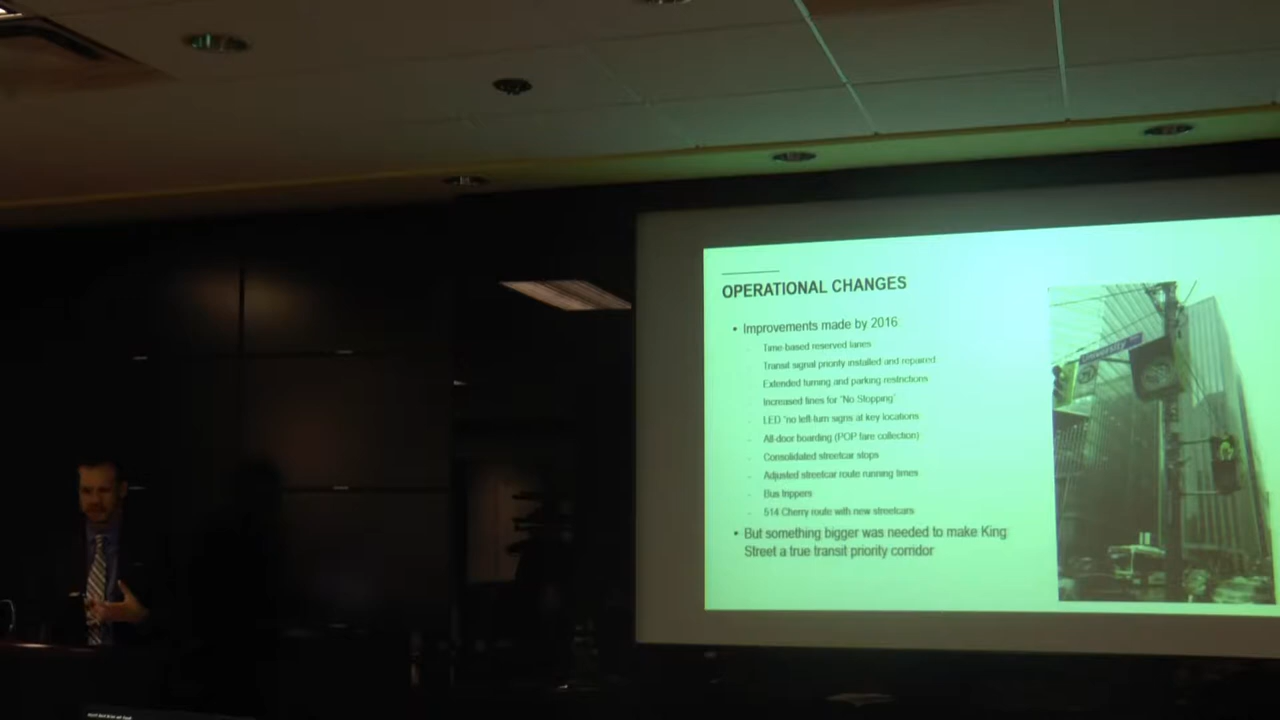 OPERATIONAL CHANGES
• Improvements made by 2016
- Time-based reserved lanes
- Transit signal priority installed and repaired
- Extended turning and parking restrictions
- Increased fines for "No Stopping"
- LED "no left-turn signs at key locations
- All-door boarding (POP fare collection)
- Consolidated streetcar stops
- Adjusted streetcar route running times
- Bus trippers
- 514 Cherry route with new streetcars
• But something bigger was needed to make King
Street a true transit priority corridor
University